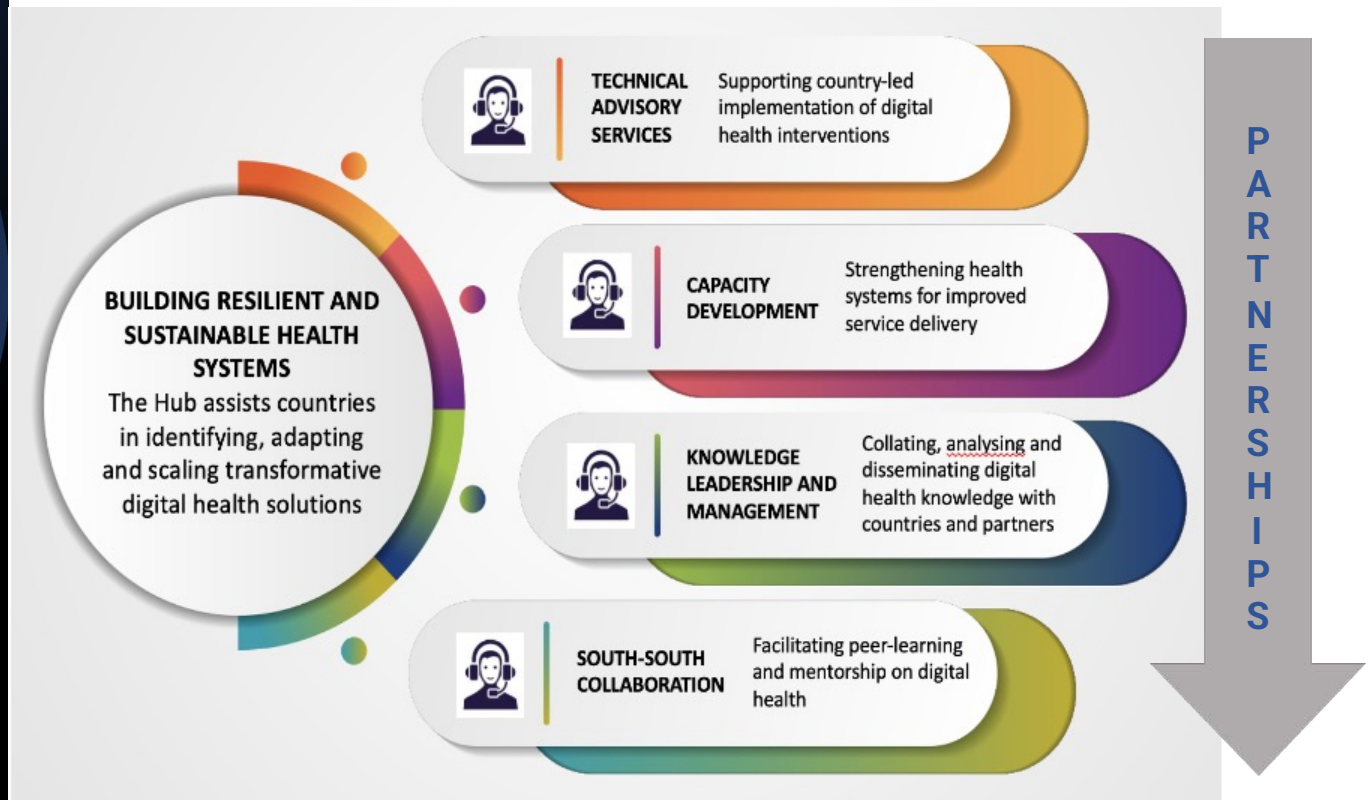 BUILDING RESILIENT AND
SUSTAINABLE HEALTH
SYSTEMS
The Hub assists countries
in identifying, adapting
and scaling transformative
digital health solutions
TECHNICAL
ADVISORY
SERVICES
Supporting country-led
implementation of digital
health interventions
CAPACITY
DEVELOPMENT
Strengthening health
systems for improved
service delivery
KNOWLEDGE
LEADERSHIP AND
MANAGEMENT
Collating, analysing and
disseminating digital
health knowledge with
countries and partners
SOUTH-SOUTH
COLLABORATION
Facilitating peer-learning
and mentorship on digital
health
PARTNERSHIPS